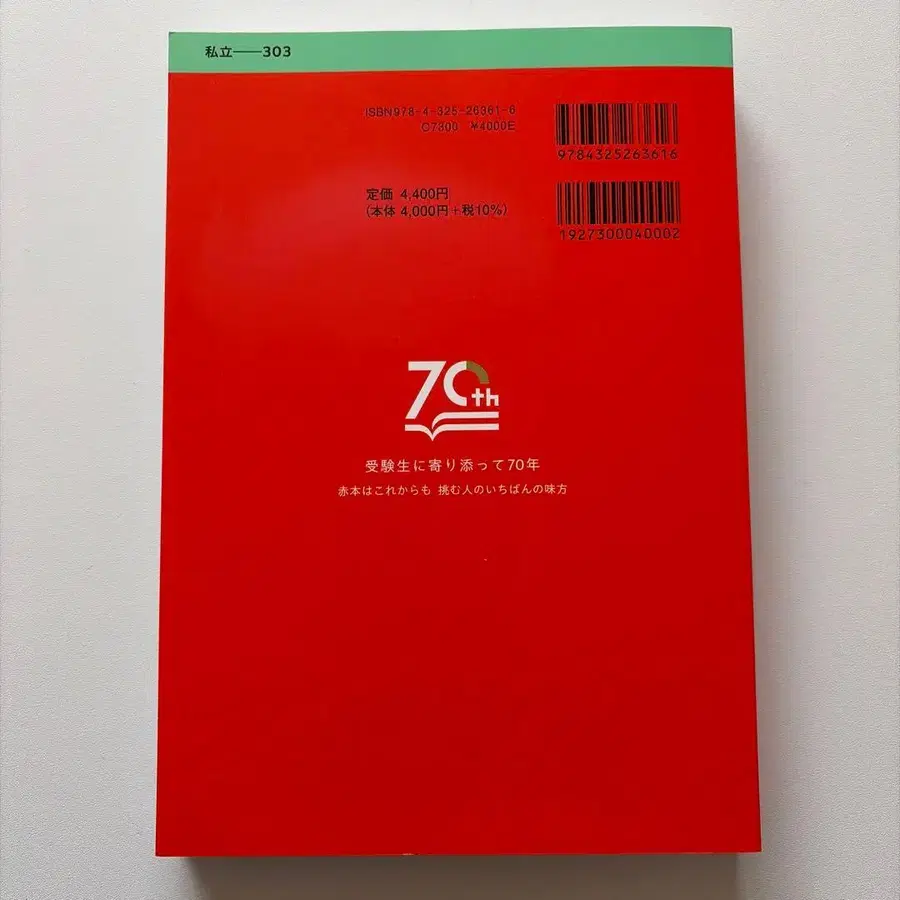 私立──303
ISBN978-4-325-26361-6
C7300 ¥4000E
9784325263616
定価 4,400円
(本体 4,000円+税10%)
1927300040002
70th
受験生に寄り添って70年
赤本はこれからも 挑む人のいちばんの味方